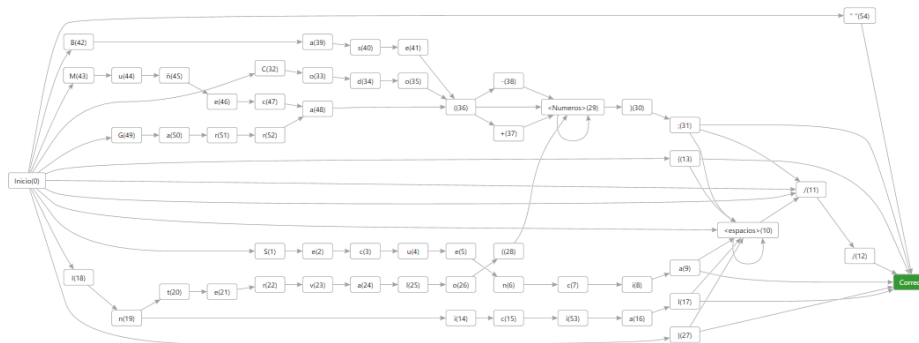 " "(54)
B(42) a(39) s(40) e(41)
M(43) u(44) ñ(45) C(32) o(33) d(34) o(35) -(38)
e(46) c(47) a(48) ((36) <Numeros>(29) )(30)
G(49) a(50) r(51) r(52) +(37) ;(31)
{(13)
Inicio(0) /(11)
<espacios>(10)
S(1) e(2) c(3) u(4) e(5) ((28) /(12)
I(18) t(20) e(21) r(22) v(23) a(24) l(25) o(26) n(6) c(7) i(8) a(9) Correc
n(19) i(14) c(15) i(53) a(16) l(17)
}(27)